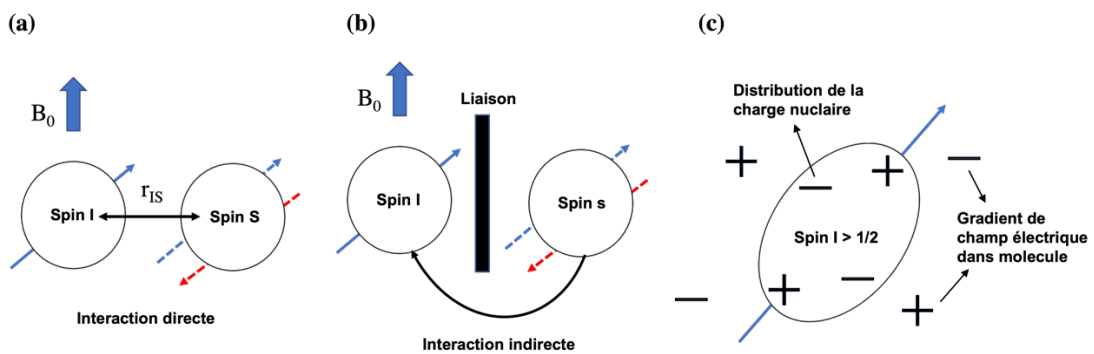 (a)
B0
Spin I
rIS
Spin S
Interaction directe
(b)
B0
Liaison
Spin I
Spin s
Interaction indirecte
(c)
Distribution de la
charge nuclaire
+
−
+
−
Spin I > 1/2
+
−
−
+
Gradient de
champ électrique
dans molecule